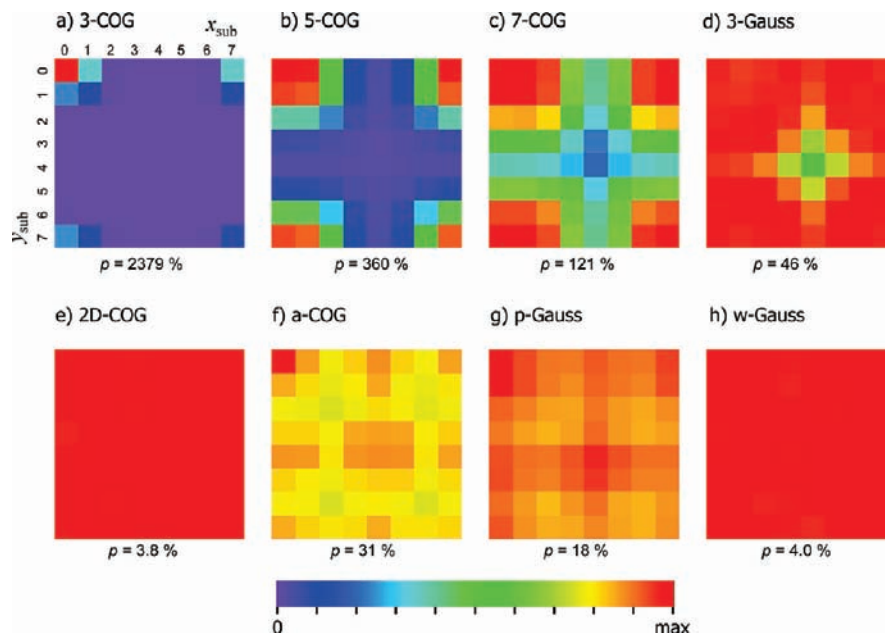 a) 3-COG
b) 5-COG
c) 7-COG
d) 3-Gauss
x_sub
0 1 2 3 4 5 6 7
y_sub
0
1
2
3
4
5
6
7
ρ = 2379 %
ρ = 360 %
ρ = 121 %
ρ = 46 %
e) 2D-COG
f) a-COG
g) p-Gauss
h) w-Gauss
ρ = 3.8 %
ρ = 31 %
ρ = 18 %
ρ = 4.0 %
0
max